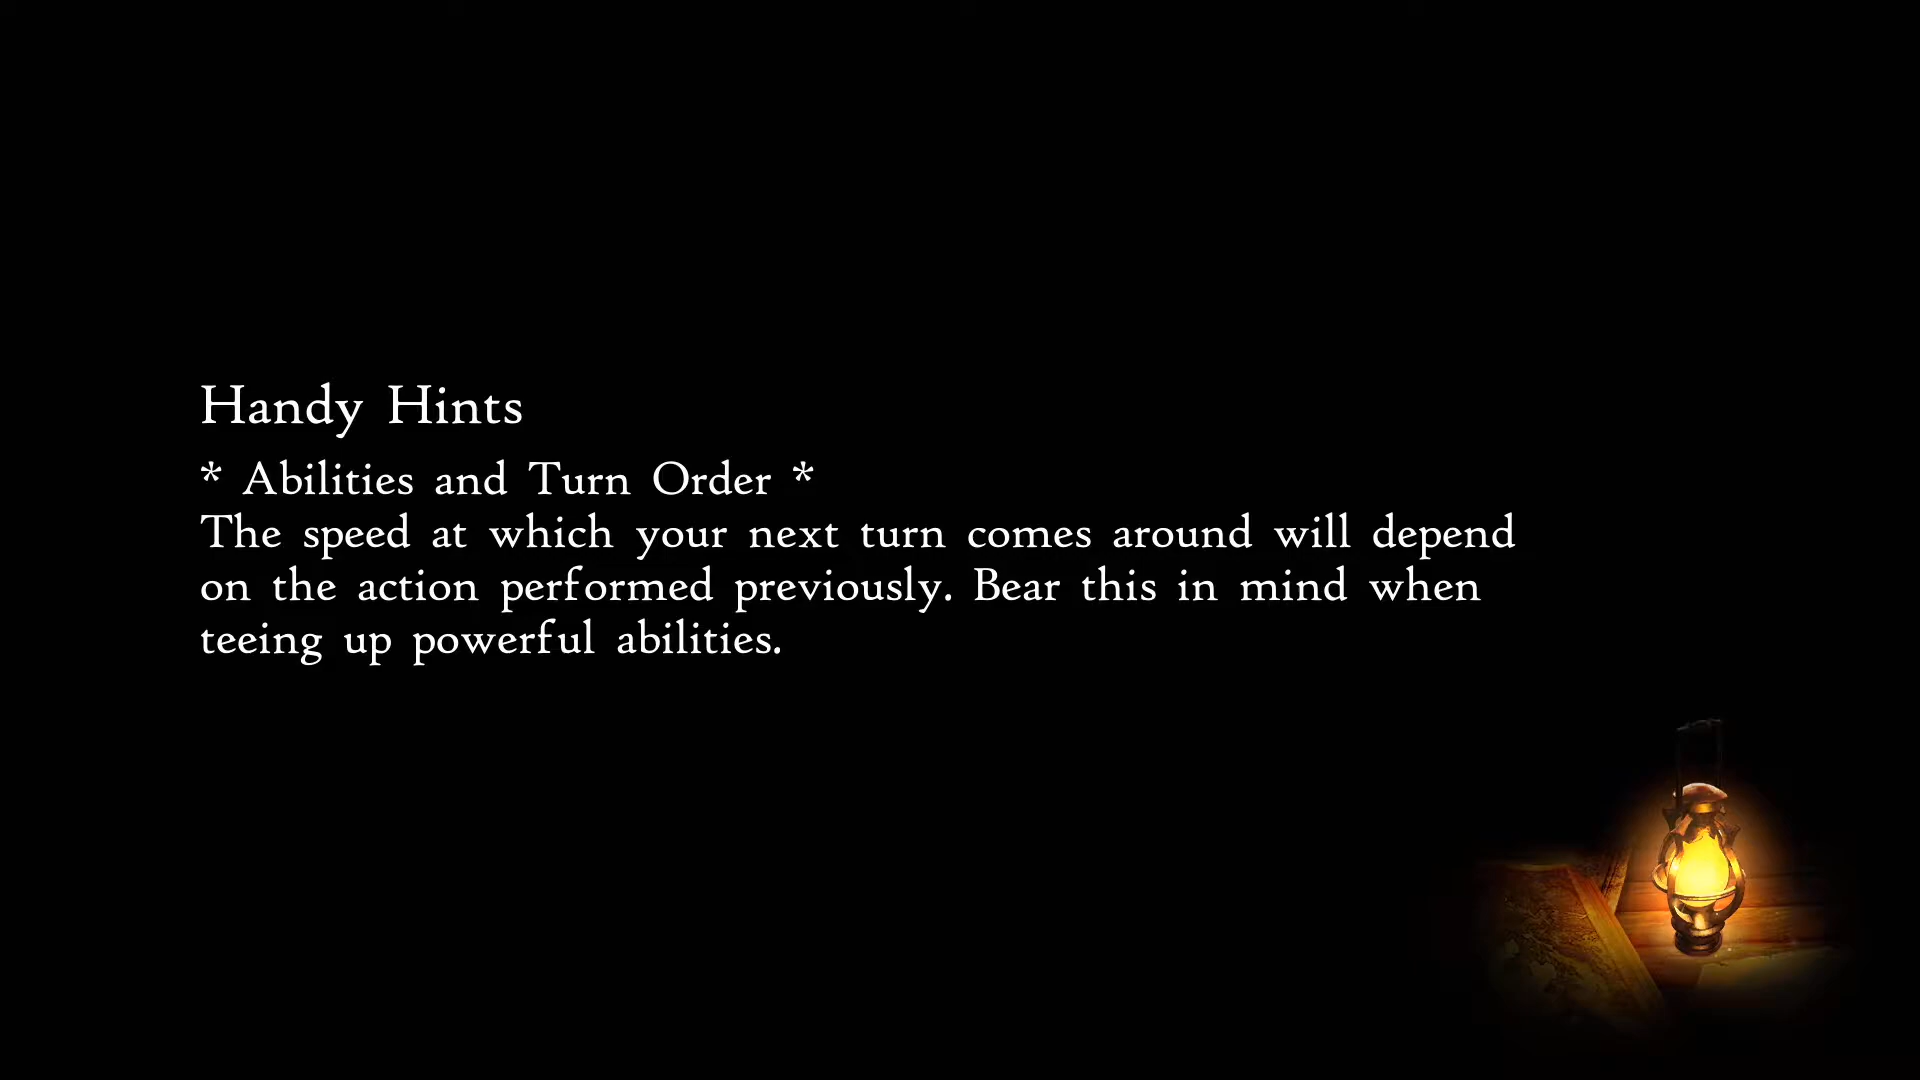 Handy Hints
* Abilities and Turn Order *
The speed at which your next turn comes around will depend
on the action performed previously. Bear this in mind when
teeing up powerful abilities.